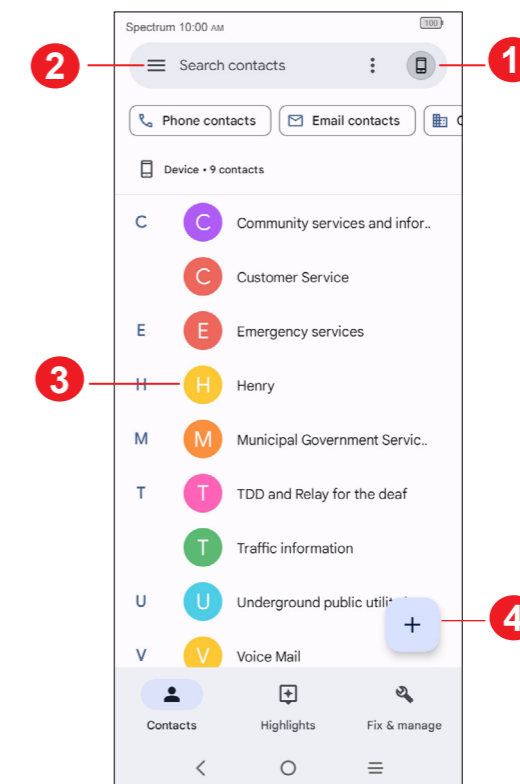 Spectrum 10:00 AM 100
2 Search contacts 1
Phone contacts Email contacts
Device • 9 contacts
C C Community services and infor..
C Customer Service
E E Emergency services
3 H H Henry
M M Municipal Government Servic..
T T TDD and Relay for the deaf
T Traffic information
U U Underground public
+ 4
V V Voice Mail
Contacts Highlights Fix & manage